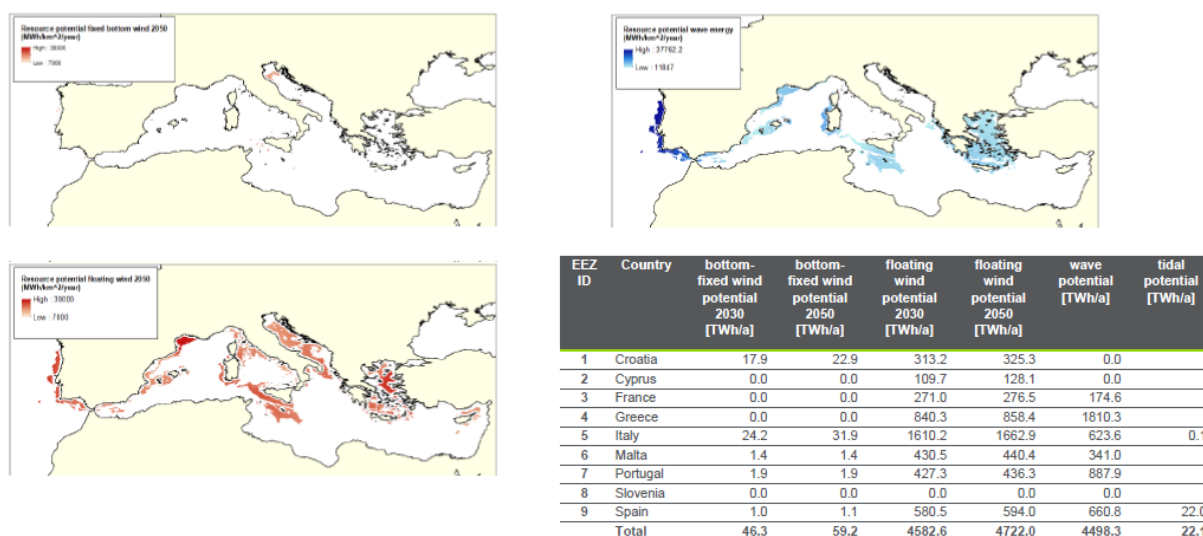 Resource potential fixed bottom wind 2050
(MWh/km^2/year)
High : 38000
Low : 7000
Resource potential wave energy
(MWh/km^2/year)
High : 37762.2
Low : 11847
Resource potential floating wind 2050
(MWh/km^2/year)
High : 38000
Low : 7000
EEZ ID Country bottom-fixed wind potential 2030 [TWh/a] bottom-fixed wind potential 2050 [TWh/a] floating wind potential 2030 [TWh/a] floating wind potential 2050 [TWh/a] wave potential [TWh/a] tidal potential [TWh/a]
1 Croatia 17.9 22.9 313.2 325.3 0.0
2 Cyprus 0.0 0.0 109.7 128.1 0.0
3 France 0.0 0.0 271.0 276.5 174.6
4 Greece 0.0 0.0 840.3 858.4 1810.3
5 Italy 24.2 31.9 1610.2 1662.9 623.6 0.1
6 Malta 1.4 1.4 430.5 440.4 341.0
7 Portugal 1.9 1.9 427.3 436.3 887.9
8 Slovenia 0.0 0.0 0.0 0.0 0.0
9 Spain 1.0 1.1 580.5 594.0 660.8 22.0
Total 46.3 59.2 4582.6 4722.0 4498.3 22.1